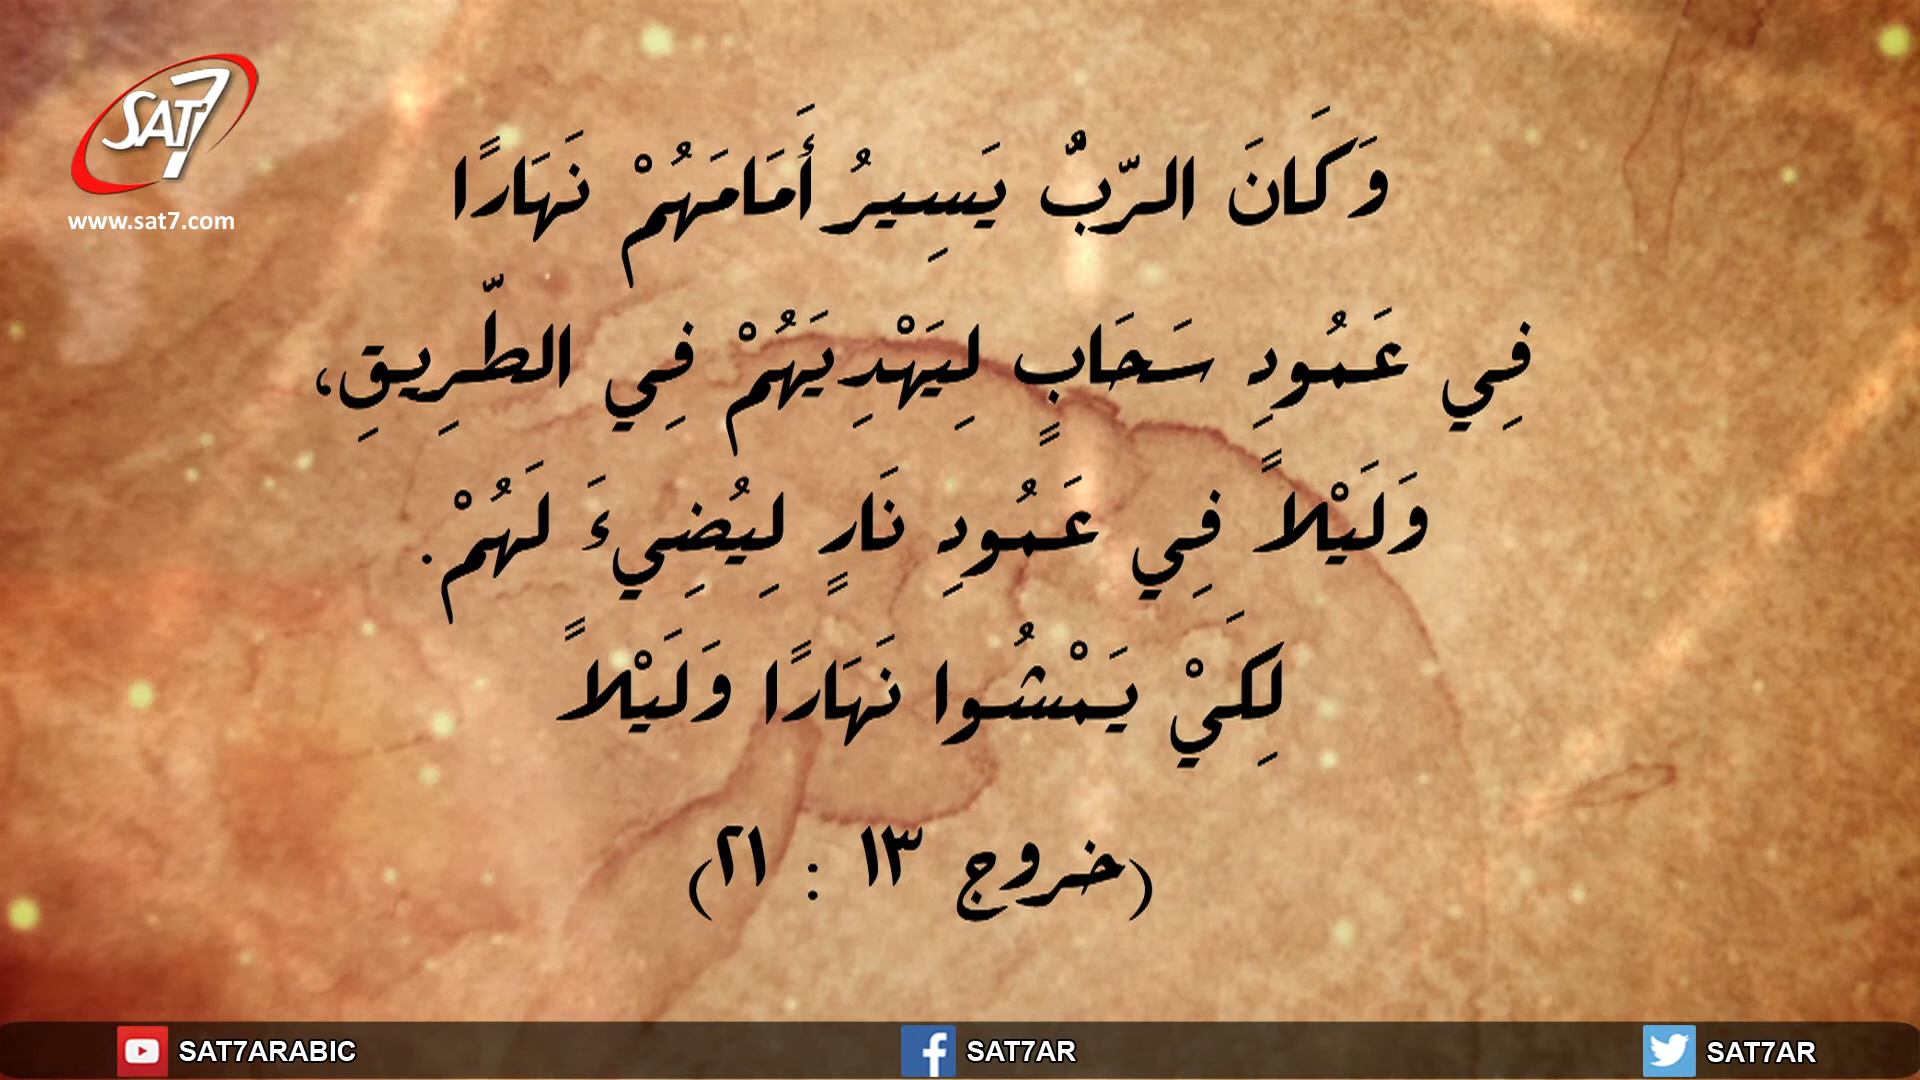 SAT7
www.sat7.com
وَكَانَ الرّبٌ يَسِيرُ أَمَامَهُمْ نَهَارًا
فِي عَمُودِ سَحَابٍ لِيَهْدِيَهُمْ فِي الطّرِيقِ،
وَلَيْلاً فِي عَمُودِ نَارٍ لِيُضِيءَ لَهُمْ.
لِكَيْ يَمْشُوا نَهَارًا وَلَيْلاً
(خروج ١٣ : ٢١)
SAT7ARABIC SAT7AR SAT7AR